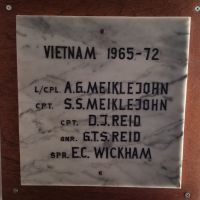 VIETNAM 1965-72
L/CPL A.G. MEIKLEJOHN
CPT. S.S. MEIKLEJOHN
CPT. D.J. REID
GNR. G.T.S. REID
SPR. E.C. WICKHAM